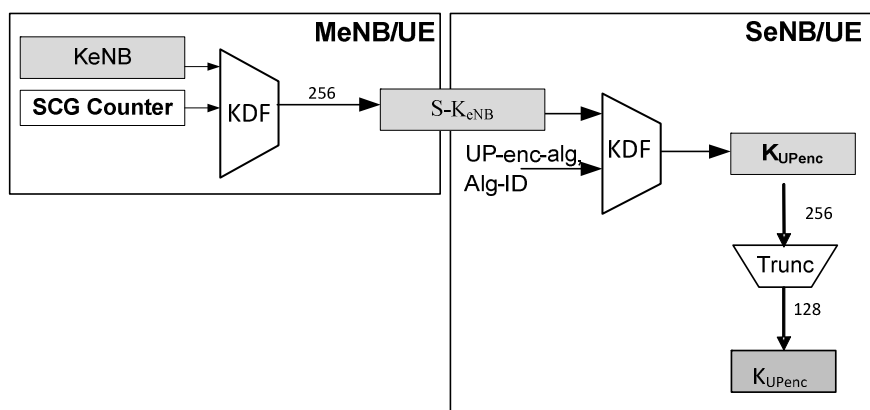 MeNB/UE
KeNB
SCG Counter
KDF
256
S-KeNB
SeNB/UE
UP-enc-alg,
Alg-ID
KDF
KUPenc
256
Trunc
128
KUPenc